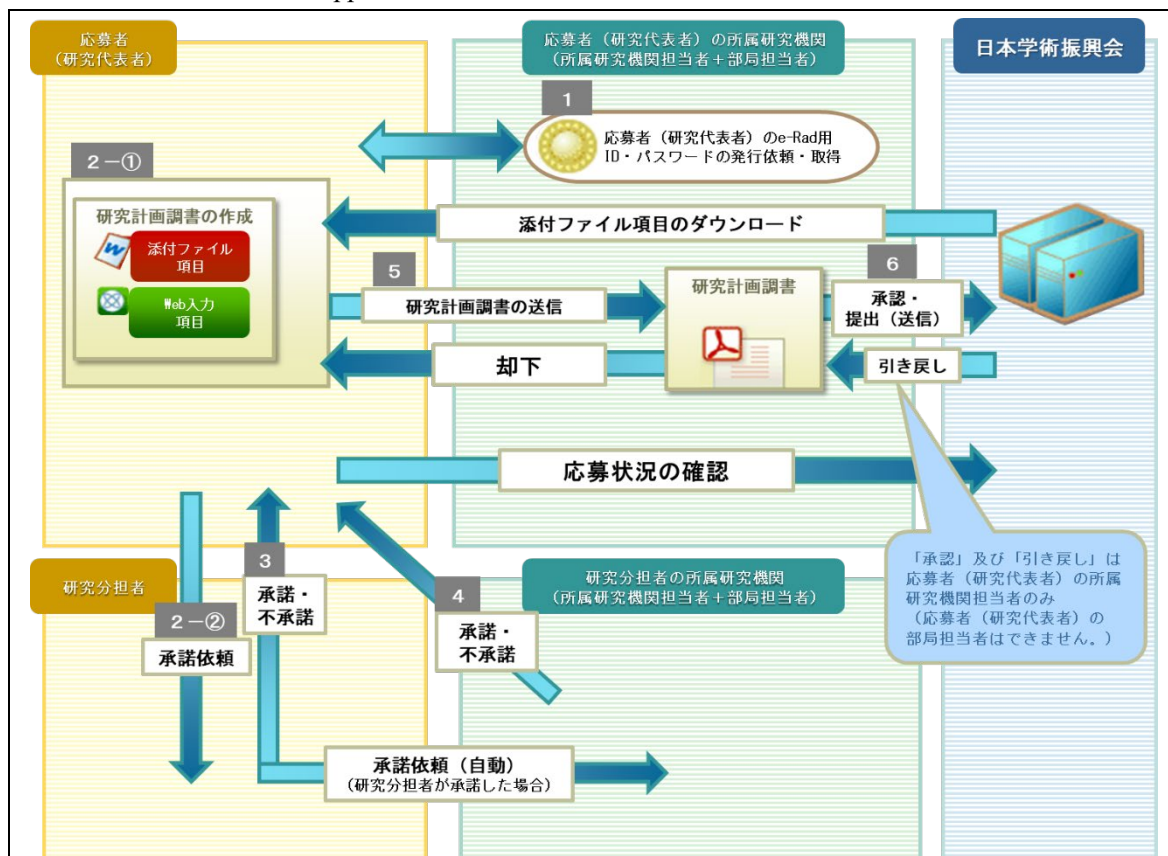 応募者
(研究代表者)
応募者（研究代表者）の所属研究機関
(所属研究機関担当者＋部局担当者)
日本学術振興会
1
応募者（研究代表者）のe-Rad用
ID・パスワードの発行依頼・取得
2－①
研究計画調書の作成
添付ファイル
項目
Web入力
項目
添付ファイル項目のダウンロード
5
研究計画調書の送信
研究計画調書
6
承認・
提出（送信）
却下
引き戻し
応募状況の確認
「承認」及び「引き戻し」は
応募者（研究代表者）の所属
研究機関担当者のみ
（応募者（研究代表者）の
部局担当者はできません。）
研究分担者
研究分担者の所属研究機関
(所属研究機関担当者＋部局担当者)
3
承諾・
不承諾
2－②
承諾依頼
4
承諾・
不承諾
承諾依頼（自動）
(研究分担者が承諾した場合)